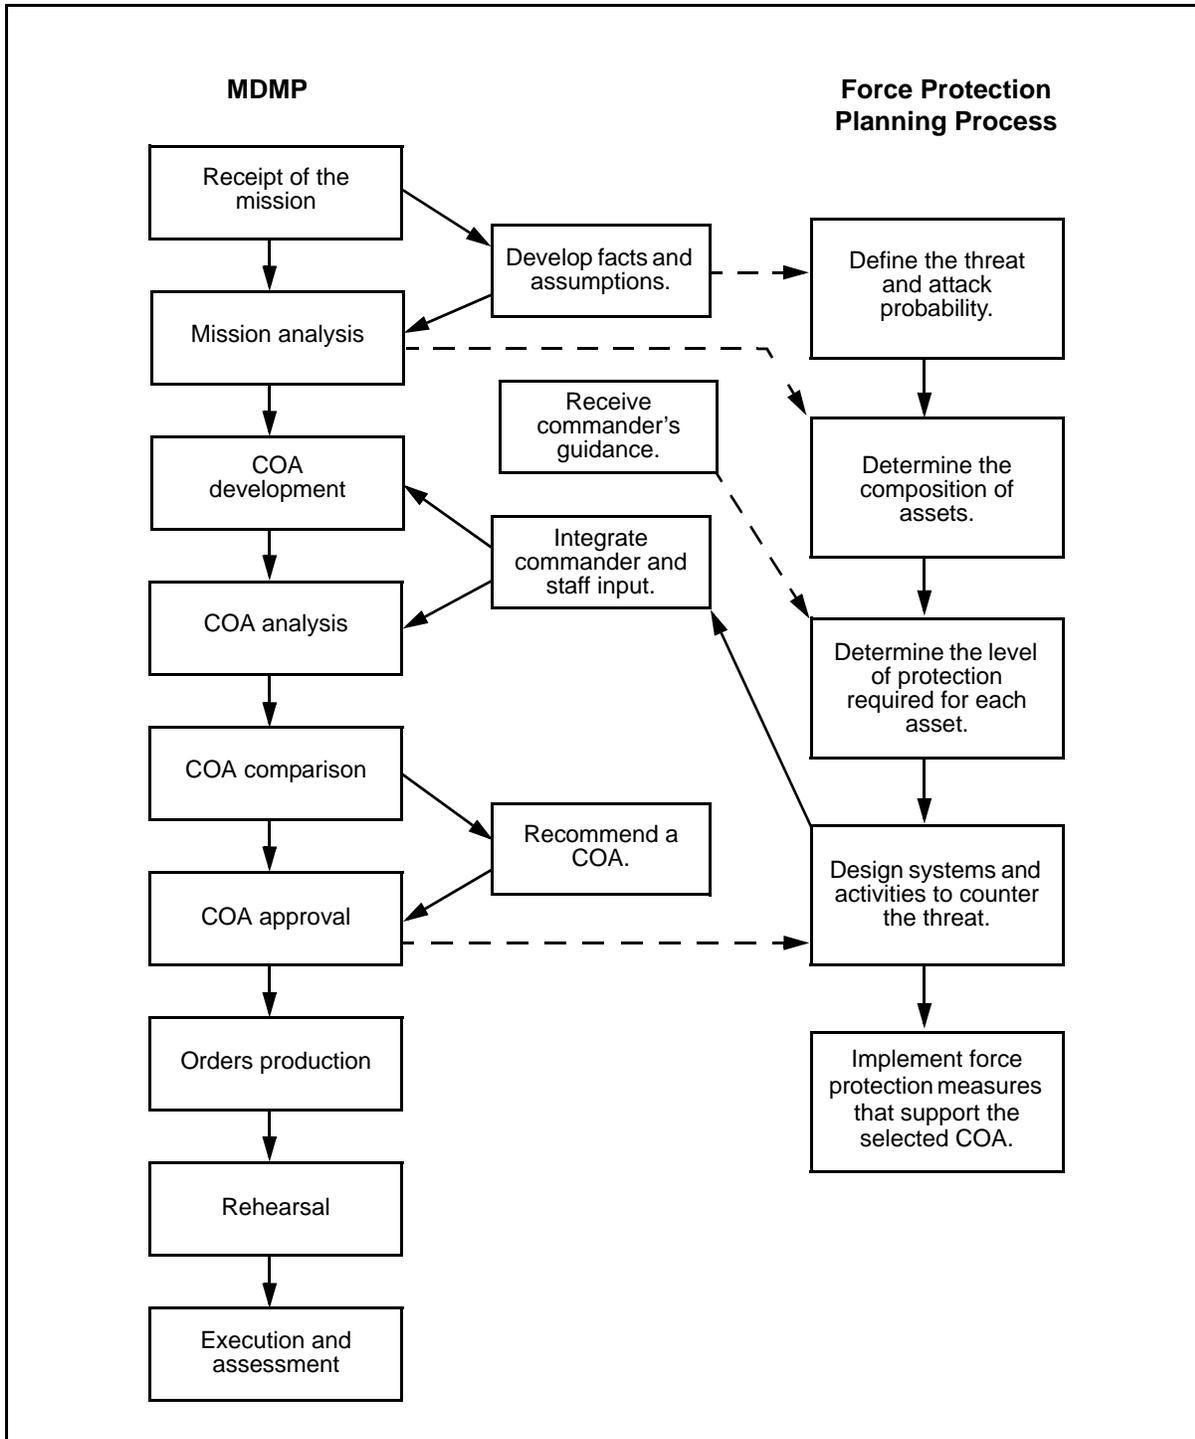 MDMP
Force Protection
Planning Process
Receipt of the
mission
Develop facts and
assumptions.
Define the threat
and attack
probability.
Mission analysis
Receive
commander's
guidance.
COA
development
Determine the
composition of
assets.
Integrate
commander and
staff input.
COA analysis
Determine the level
of protection
required for each
asset.
COA comparison
Recommend a
COA.
Design systems and
activities to counter
the threat.
COA approval
Orders production
Implement force
protection measures
that support the
selected COA.
Rehearsal
Execution and
assessment